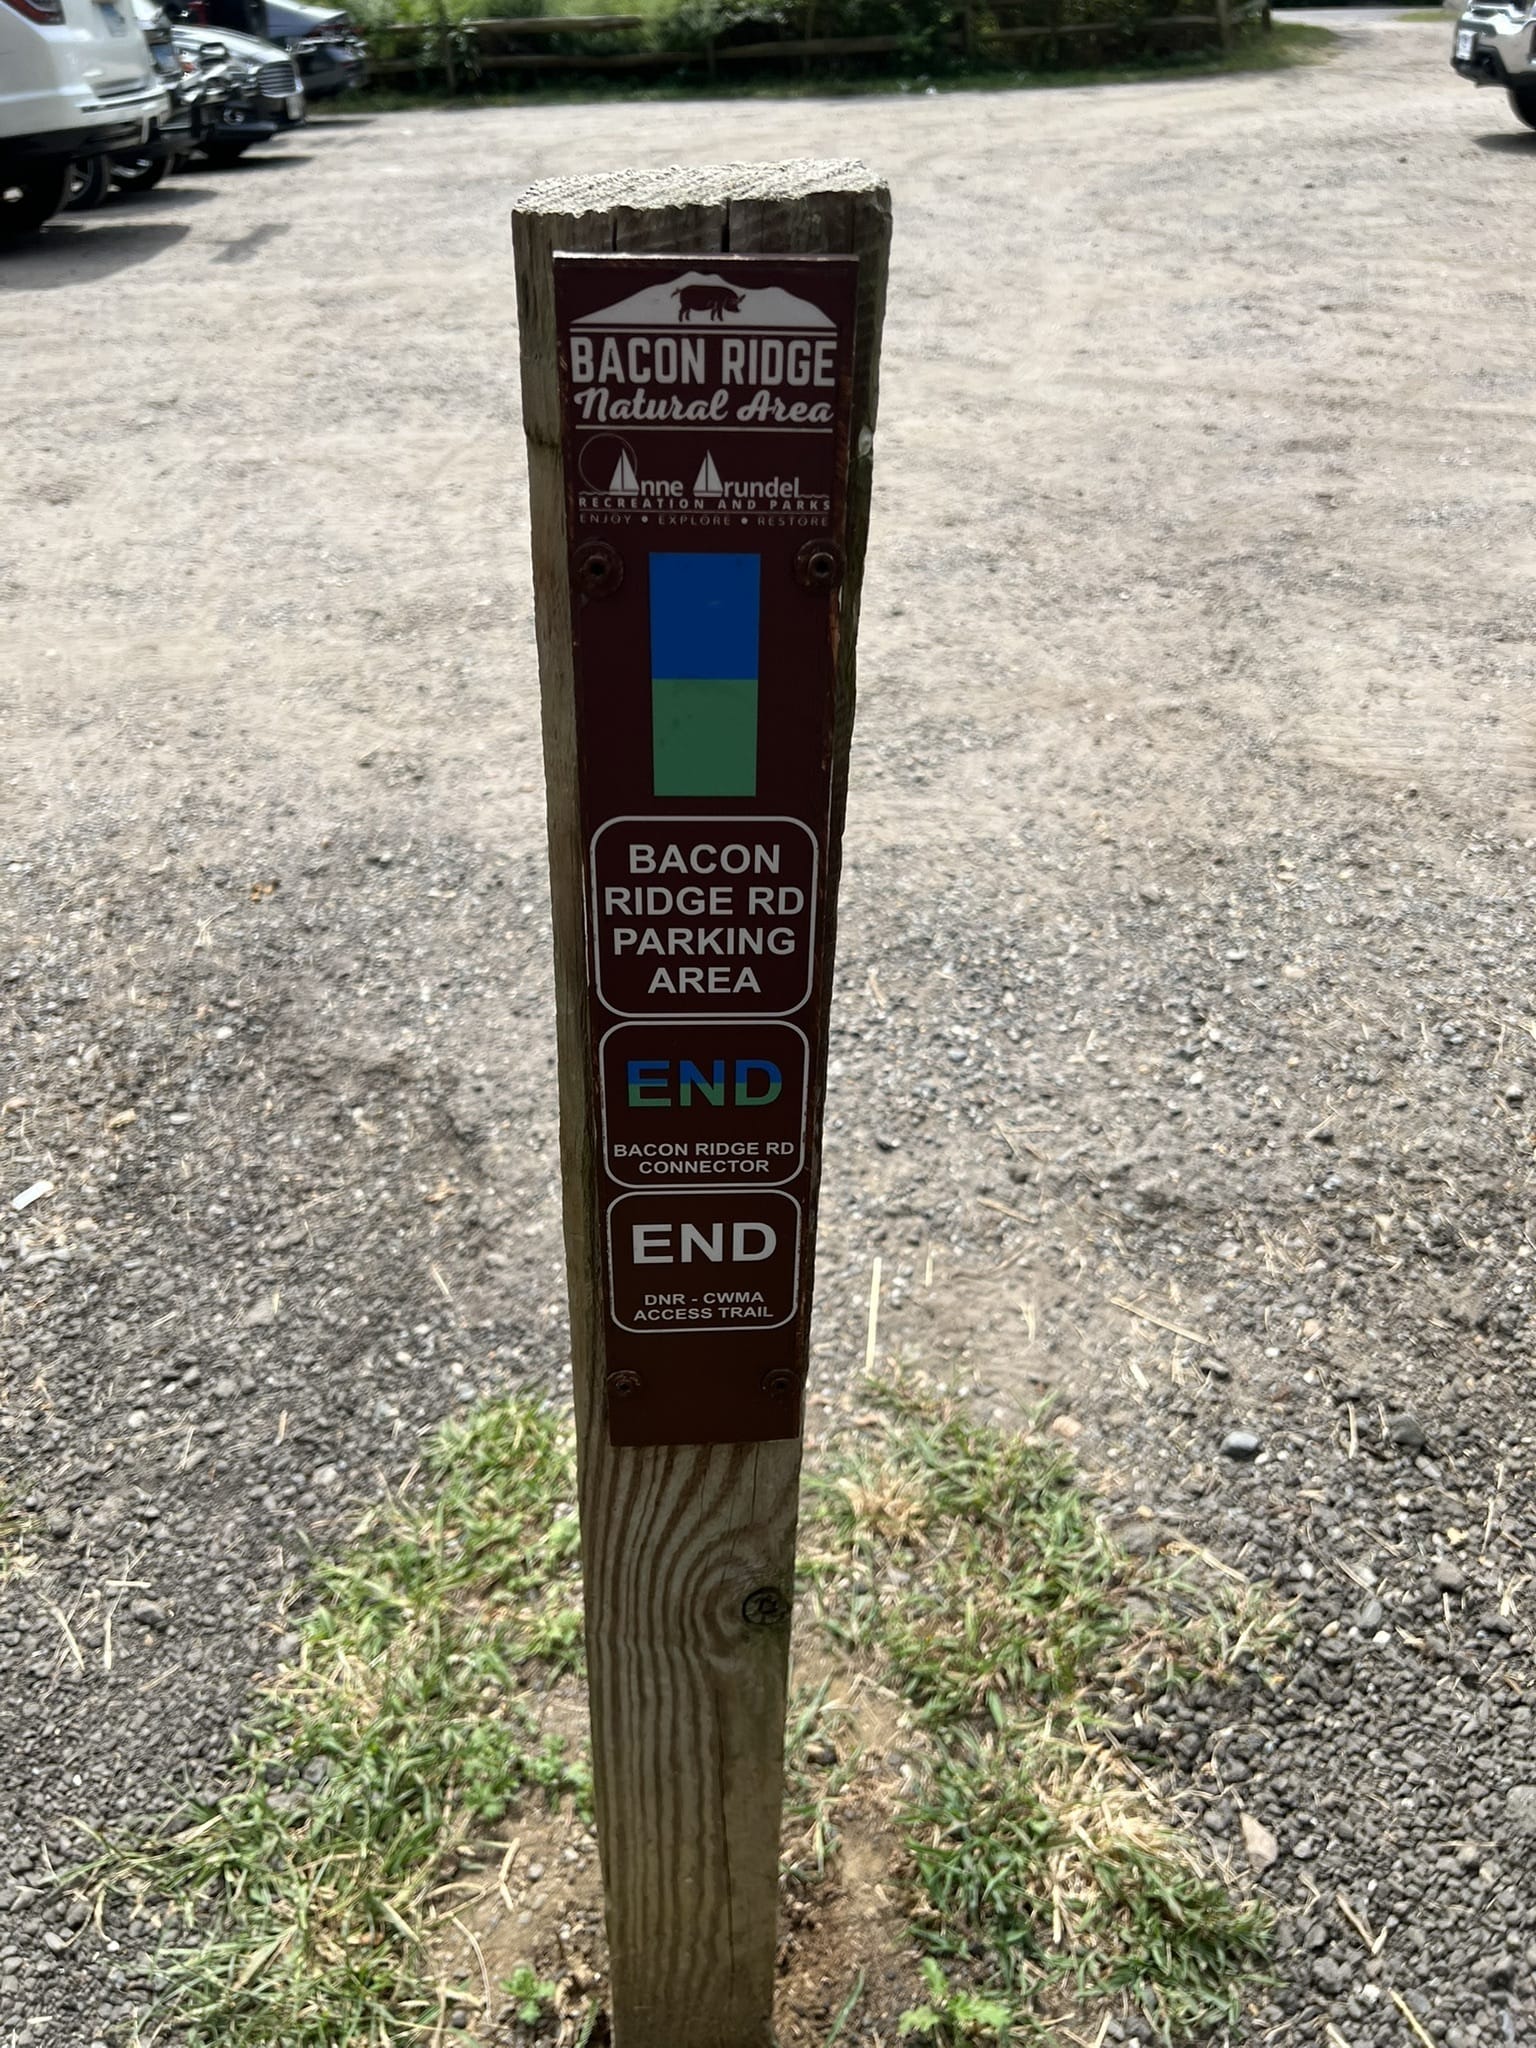 BACON RIDGE
Natural Area
Anne Arundel
RECREATION AND PARKS
ENJOY • EXPLORE • RESTORE
BACON
RIDGE RD
PARKING
AREA
END
BACON RIDGE RD
CONNECTOR
END
DNR - CWMA
ACCESS TRAIL